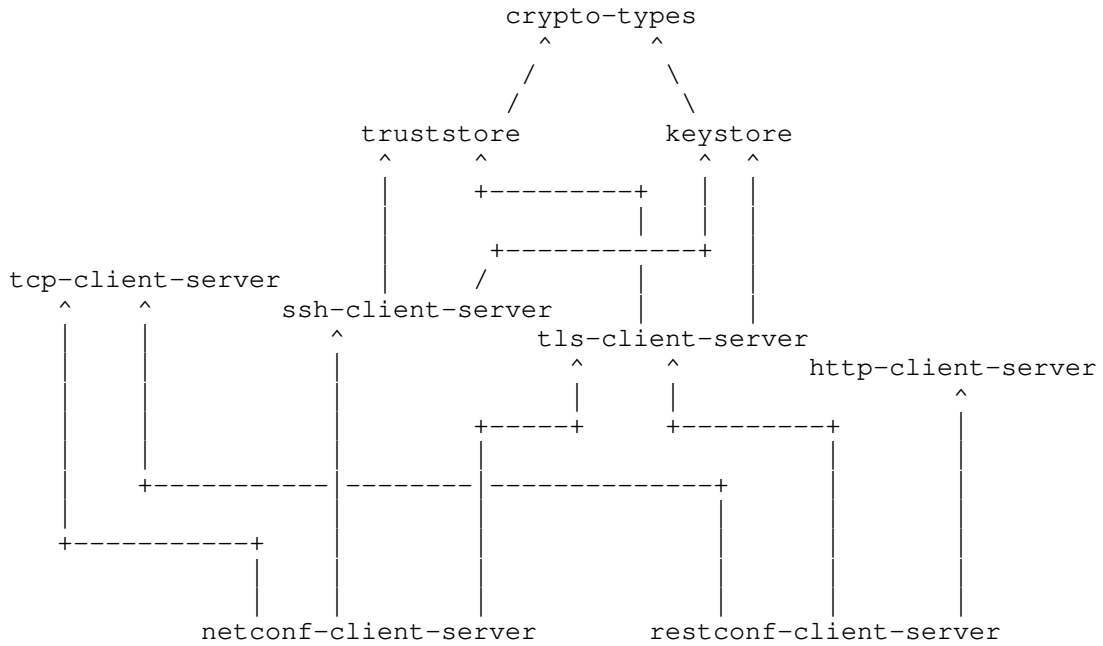 crypto-types
truststore keystore
tcp-client-server
ssh-client-server
tls-client-server
http-client-server
netconf-client-server restconf-client-server